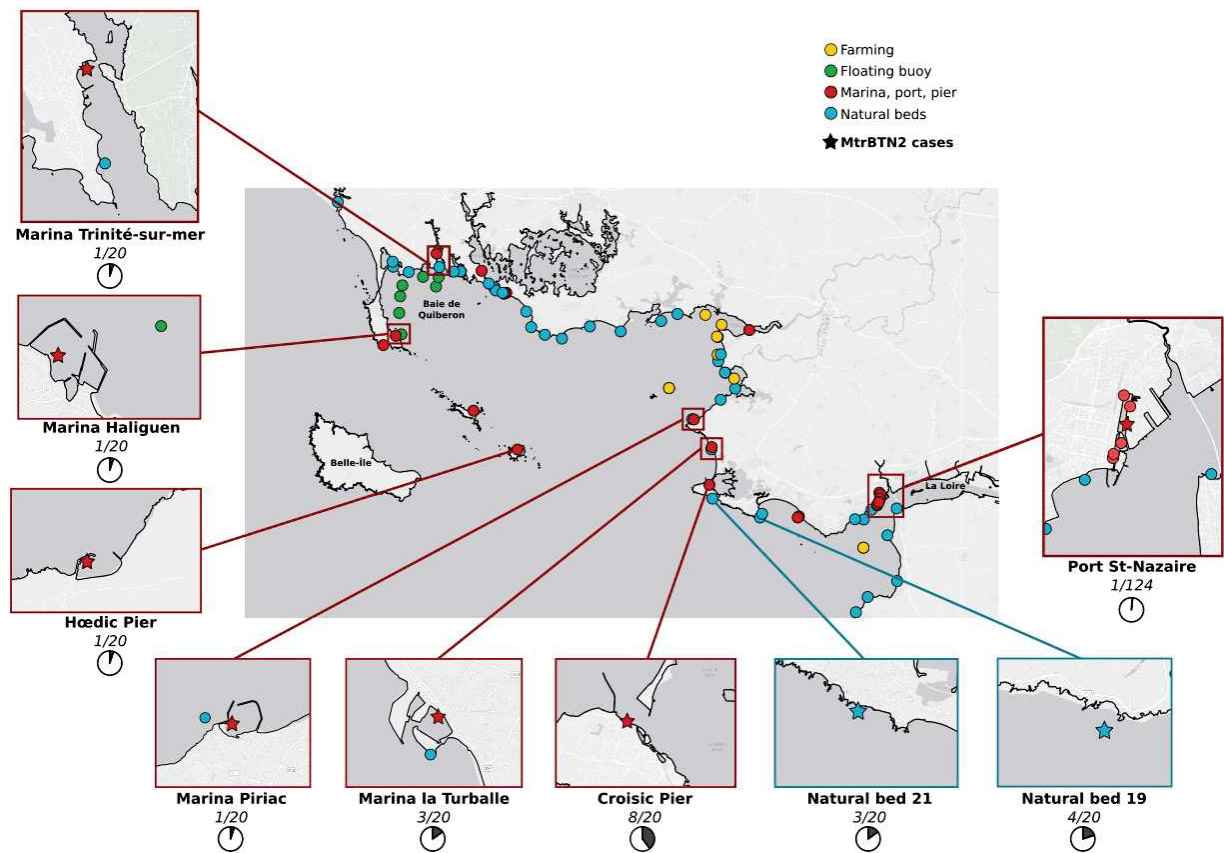 Farming
Floating buoy
Marina, port, pier
Natural beds
MtrBTN2 cases
Marina Trinité-sur-mer
1/20
Baie de
Quiberon
Marina Haliguen
1/20
Belle-Île
La Loire
Port St-Nazaire
1/124
Hœdic Pier
1/20
Marina Piriac
1/20
Marina la Turballe
3/20
Croisic Pier
8/20
Natural bed 21
3/20
Natural bed 19
4/20